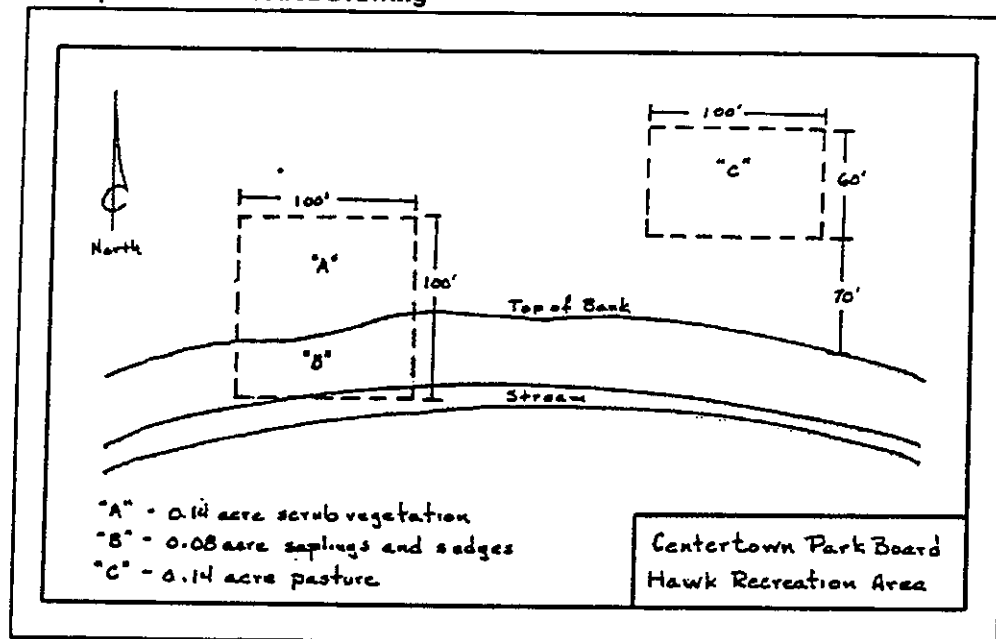 Drawing
100'
"C"
60'
North
100'
"A"
100'
70'
Top of Bank
"B"
Stream
"A" - 0.14 acre scrub vegetation
"B" - 0.08 acre saplings and sedges
"C" - 0.14 acre pasture
Centertown Park Board
Hawk Recreation Area